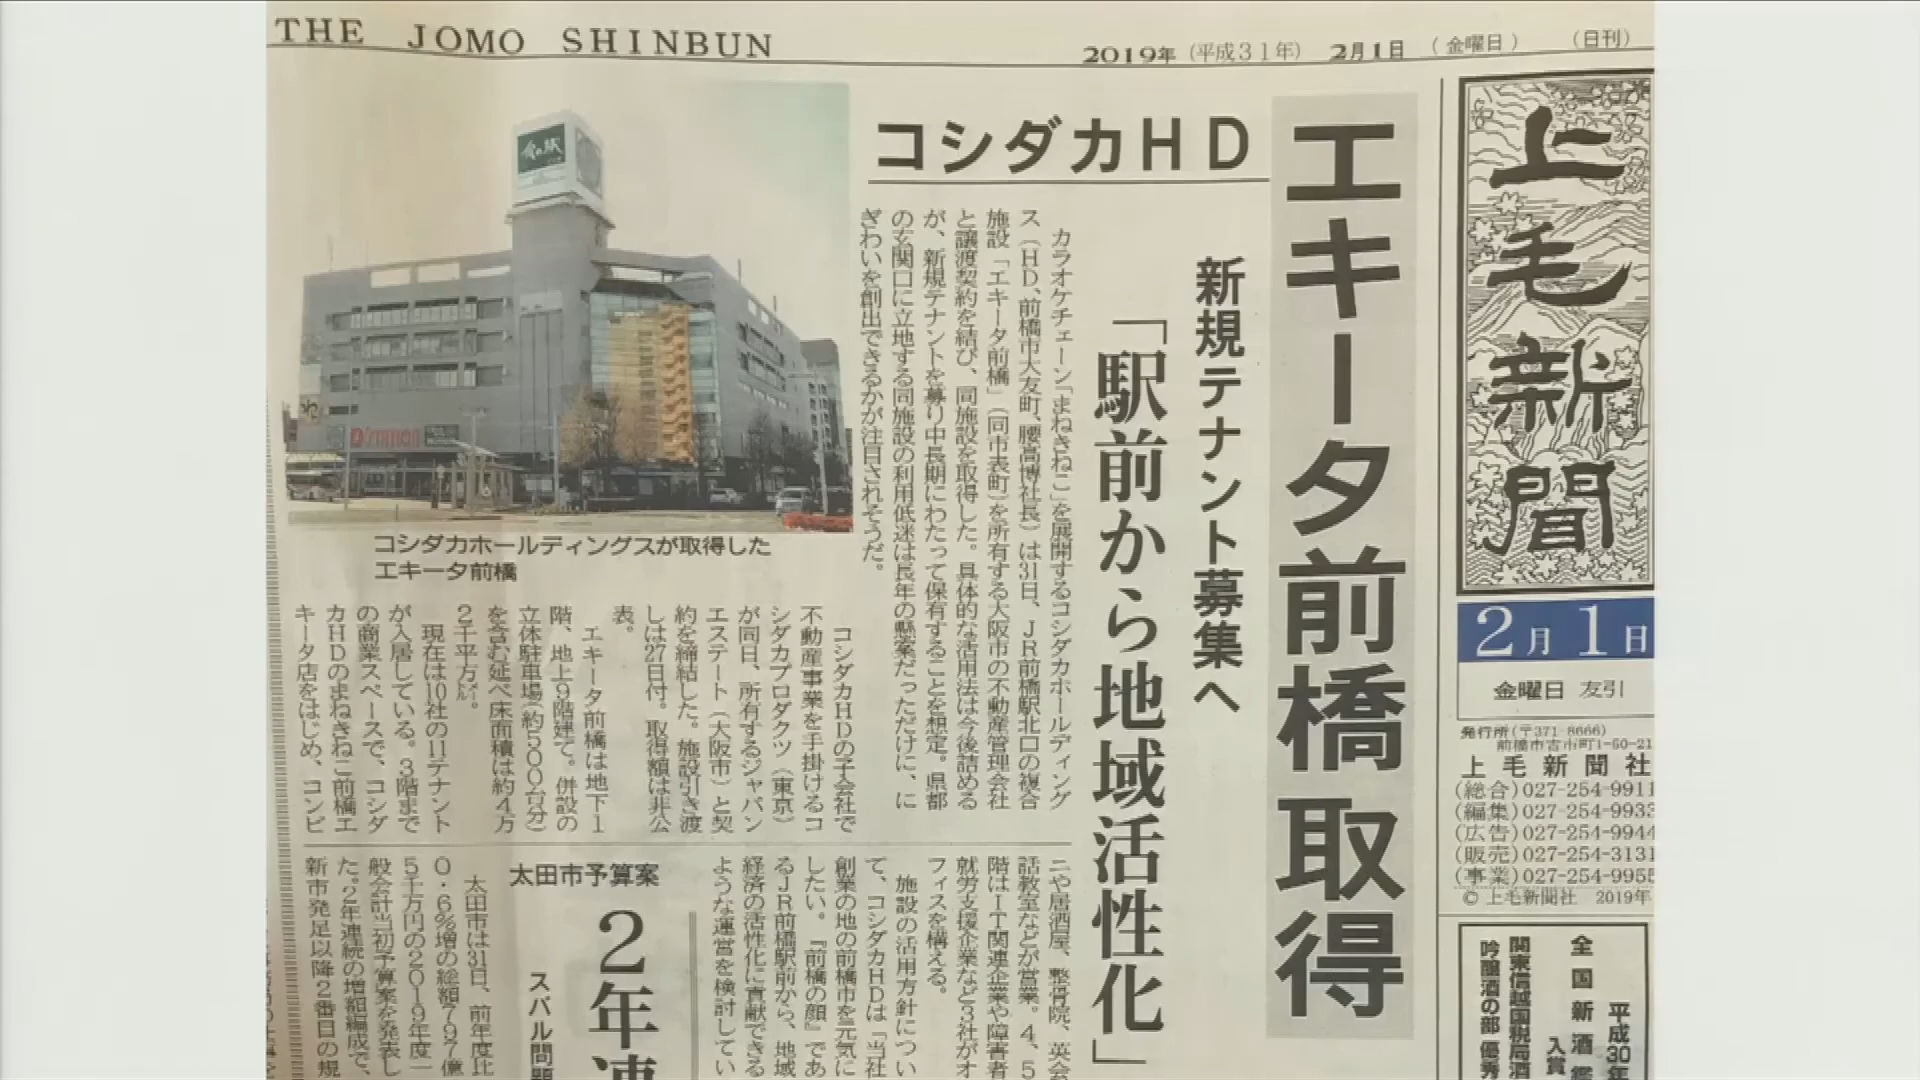 THE JOMO SHINBUN
2019年（平成31年） 2月1日（金曜日）（日刊）
上毛新聞
2月1日
金曜日 友引
発行所(〒371-8666)
前橋市古市町1-50-21
上毛新聞社
(総合)027-254-9911
(編集)027-254-9933
(広告)027-254-9944
(販売)027-254-3131
(事業)027-254-9955
© 上毛新聞社 2019年
平成30年
全国新酒鑑
入賞
関東信越国税局酒
吟醸酒の部 優秀
エキータ前橋取得
コシダカHD
新規テナント募集へ
「駅前から地域活性化」
カラオケチェーン「まねきねこ」を展開するコシダカホールディング
ス（HD、前橋市大友町、腰高博社長）は31日、JR前橋駅北口の複合
施設「エキータ前橋」（同市表町）を所有する大阪市の不動産管理会社
と譲渡契約を結び、同施設を取得した。具体的な活用法は今後詰める
が、新規テナントを募り中長期にわたって保有することを想定。県都
の玄関口に立地する同施設の利用低迷は長年の懸案だっただけに、に
ぎわいを創出できるかが注目されそうだ。
D'STATION
コシダカホールディングスが取得した
エキータ前橋
コシダカHDの子会社で
不動産事業を手掛けるコ
シダカプロダクツ（東京）
が同日、所有するジャパン
エステート（大阪市）と契
約を締結した。施設引き渡
しは27日付。取得額は非公
表。
エキータ前橋は地下1
階、地上9階建て。併設の
立体駐車場（約500台分）
を含む延べ床面積は約4万
2千平方㍍。
現在は10社の11テナント
が入居している。3階まで
の商業スペースで、コシダ
カHDのまねきねこ前橋エ
キータ店をはじめ、コンビ
ニや居酒屋、整骨院、英会
話教室などが営業。4、5
階はIT関連企業や障害者
就労支援企業など3社がオ
フィスを構える。
施設の活用方針につい
て、コシダカHDは「当社
創業の地の前橋市を元気に
したい。『前橋の顔』であ
るJR前橋駅前から、地域
経済の活性化に貢献できる
ような運営を検討してい
太田市予算案
2年連
スバル問題
太田市は31日、前年度比
0・6％増の総額797億
5千万円の2019年度一
般会計当初予算案を発表し
た。2年連続の増額編成で、
新市発足以降2番目の規